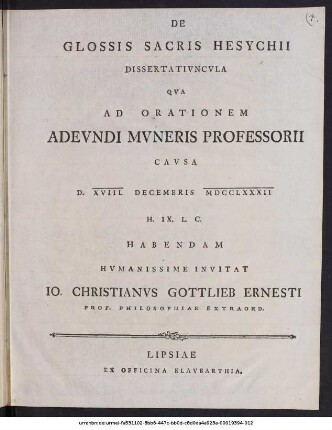 DE
GLOSSIS SACRIS HESYCHII
DISSERTATIVNCVLA
QVA
AD ORATIONEM
ADEVNDI MVNERIS PROFESSORII
CAVSA
D. XVIII. DECEMBRIS MDCCLXXXII
H. IX. L. C.
HABENDAM
HVMANISSIME INVITAT
IO. CHRISTIANVS GOTTLIEB ERNESTI
PROF. PHILOSOPHIAE EXTRAORD.
LIPSIAE
EX OFFICINA KLAVBARTHIA.